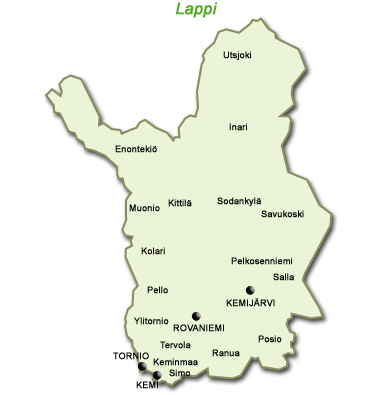 Lappi
Utsjoki
Inari
Enontekiö
Muonio
Kittilä
Sodankylä
Savukoski
Kolari
Pelkosenniemi
Salla
Pello
KEMIJÄRVI
Ylitornio
ROVANIEMI
Tervola
Posio
TORNIO
Keminmaa
Ranua
Simo
KEMI